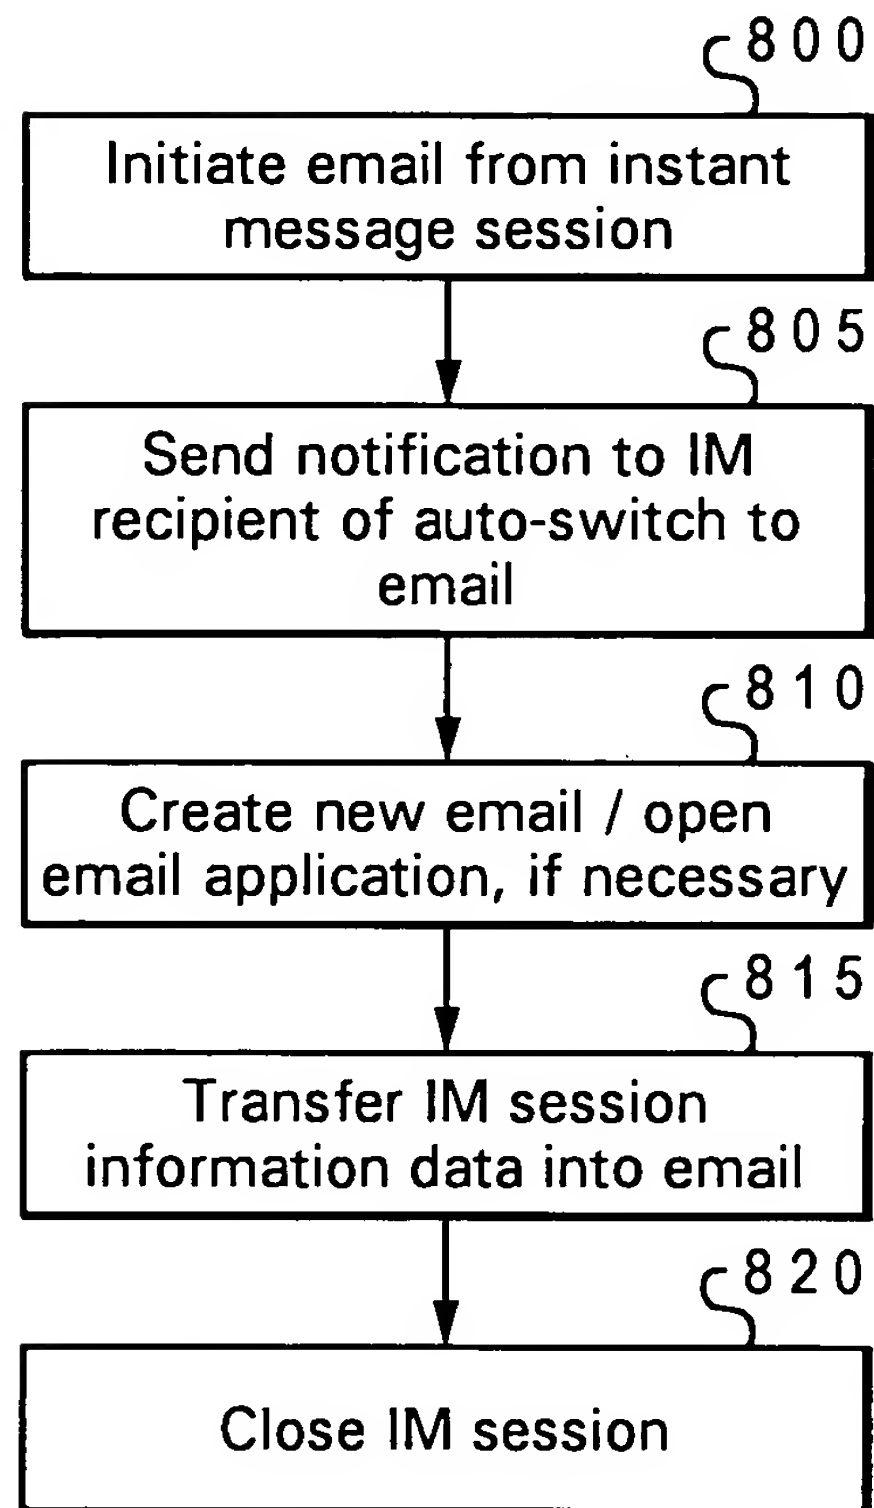 800
Initiate email from instant
message session
805
Send notification to IM
recipient of auto-switch to
email
810
Create new email / open
email application, if necessary
815
Transfer IM session
information data into email
820
Close IM session